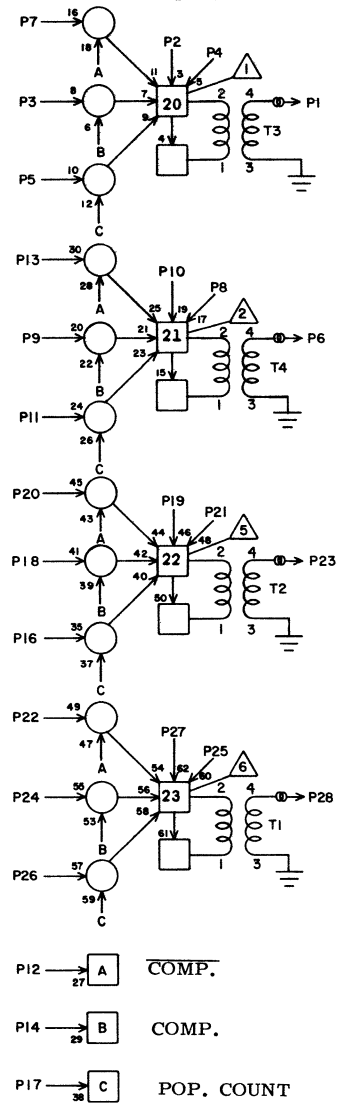 P7 16
18
P2
P4
11 3 5 1
A
P3 8 7 20 2 4 P1
6 9
T3
4
B
P5 10 1 3
12
C
P13 30
28
P10
P8
A
25 19 17 2
P9 20 21 21 2 4 P6
22 23
T4
15
B
P11 24 1 3
26
C
P20 45
43
P19
P21
A
44 46 48 5
P18 41 42 22 2 4 P23
39 40
T2
50
B
P16 35 1 3
37
C
P22 49
47
P27
P25
A
54 62 60 6
P24 55 56 23 2 4 P28
53 58
T1
61
B
P26 57 1 3
59
C
P12 27 A COMP.
P14 29 B COMP.
P17 38 C POP. COUNT